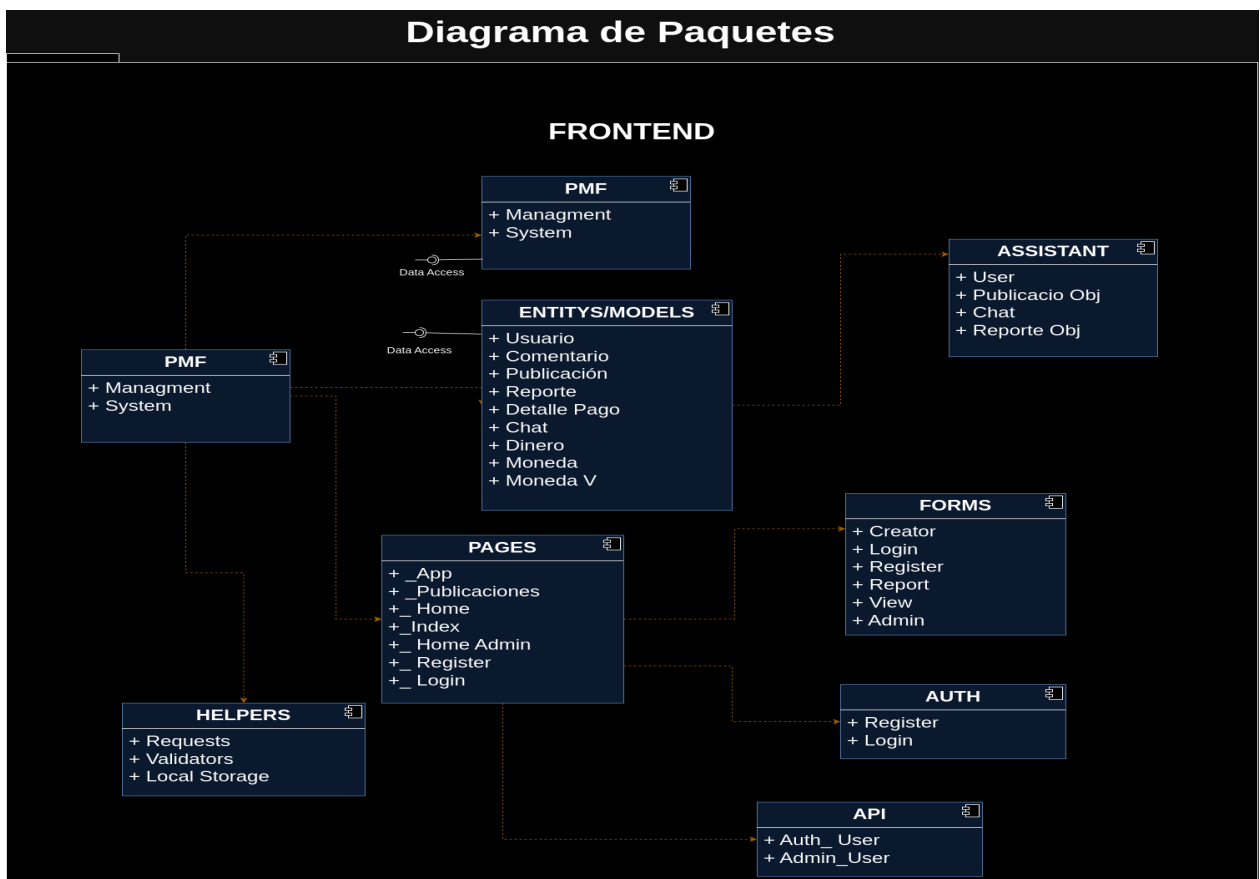 Diagrama de Paquetes
FRONTEND
PMF
+ Managment
+ System
Data Access
ASSISTANT
+ User
+ Publicacio Obj
+ Chat
+ Reporte Obj
ENTITYS/MODELS
+ Usuario
+ Comentario
+ Publicación
+ Reporte
+ Detalle Pago
+ Chat
+ Dinero
+ Moneda
+ Moneda V
Data Access
PMF
+ Managment
+ System
FORMS
+ Creator
+ Login
+ Register
+ Report
+ View
+ Admin
PAGES
+ _App
+ _Publicaciones
+_ Home
+_Index
+_ Home Admin
+_ Register
+_ Login
AUTH
+ Register
+ Login
HELPERS
+ Requests
+ Validators
+ Local Storage
API
+ Auth_ User
+ Admin_User